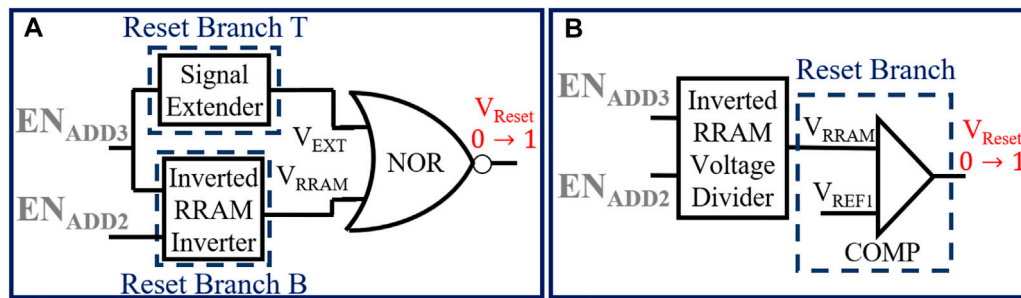 A
Reset Branch T
Signal
Extender
EN_ADD3
V_EXT
NOR
V_Reset
0 → 1
V_RRAM
Inverted
RRAM
Inverter
EN_ADD2
Reset Branch B
B
Reset Branch
EN_ADD3
Inverted
RRAM
Voltage
Divider
V_RRAM
V_Reset
0 → 1
EN_ADD2
V_REF1
COMP